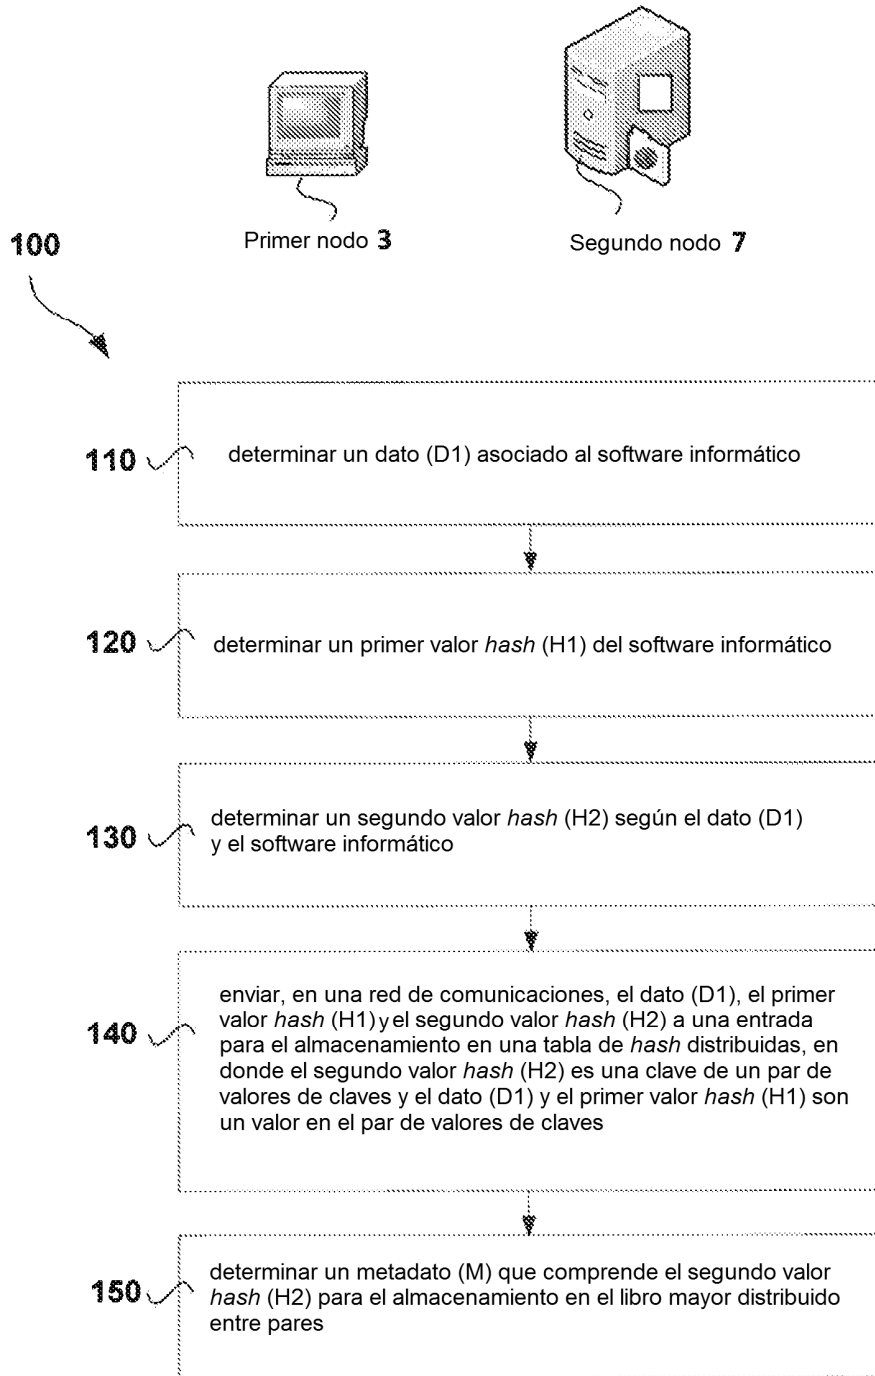 Primer nodo 3
Segundo nodo 7
100
110
determinar un dato (D1) asociado al software informático
120
determinar un primer valor hash (H1) del software informático
130
determinar un segundo valor hash (H2) según el dato (D1)
y el software informático
140
enviar, en una red de comunicaciones, el dato (D1), el primer
valor hash (H1) y el segundo valor hash (H2) a una entrada
para el almacenamiento en una tabla de hash distribuidas, en
donde el segundo valor hash (H2) es una clave de un par de
valores de claves y el dato (D1) y el primer valor hash (H1) son
un valor en el par de valores de claves
150
determinar un metadato (M) que comprende el segundo valor
hash (H2) para el almacenamiento en el libro mayor distribuido
entre pares